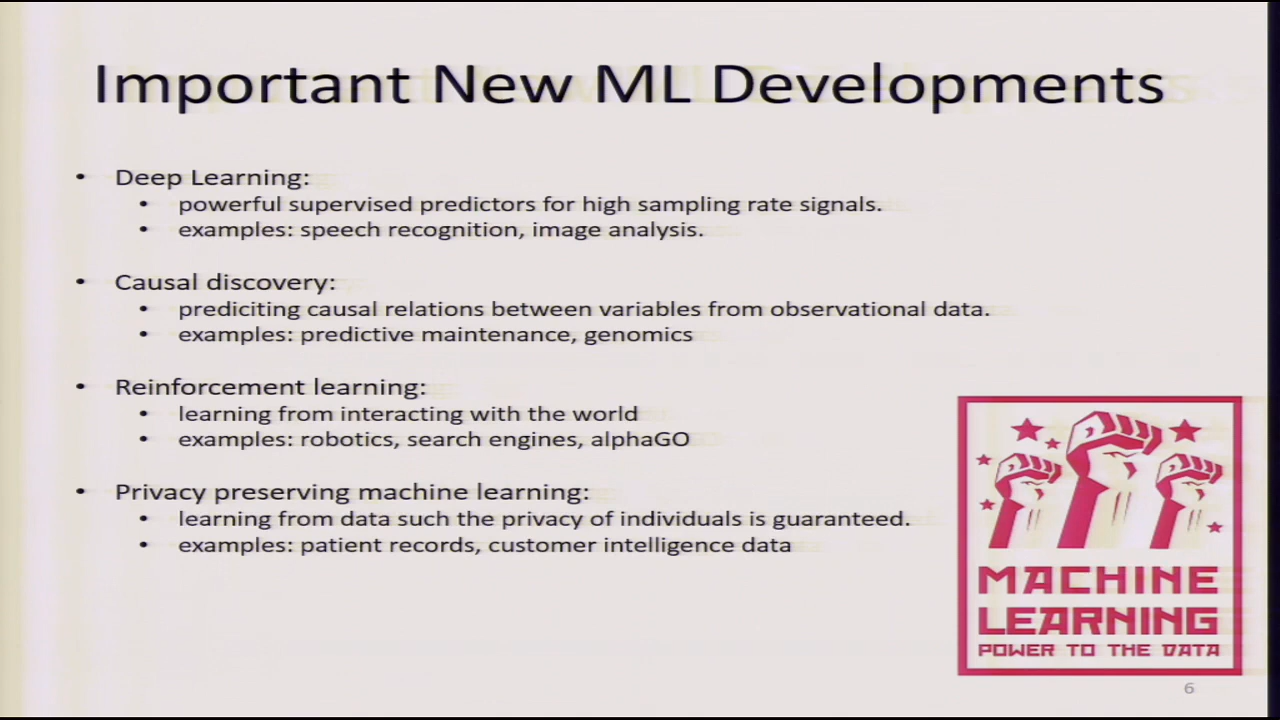 Important New ML Developments
• Deep Learning:
• powerful supervised predictors for high sampling rate signals.
• examples: speech recognition, image analysis.
• Causal discovery:
• prediciting causal relations between variables from observational data.
• examples: predictive maintenance, genomics
• Reinforcement learning:
• learning from interacting with the world
• examples: robotics, search engines, alphaGO
• Privacy preserving machine learning:
• learning from data such the privacy of individuals is guaranteed.
• examples: patient records, customer intelligence data
MACHINE
LEARNING
POWER TO THE DATA
6